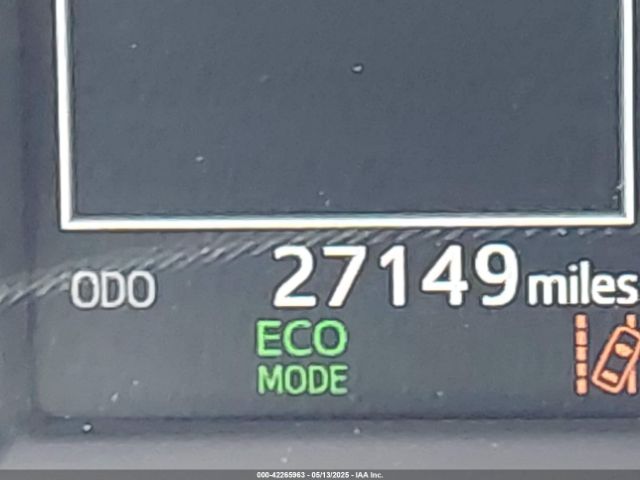 ODO 27149 miles
ECO
MODE
000-42265963 - 05/13/2025 - IAA Inc.